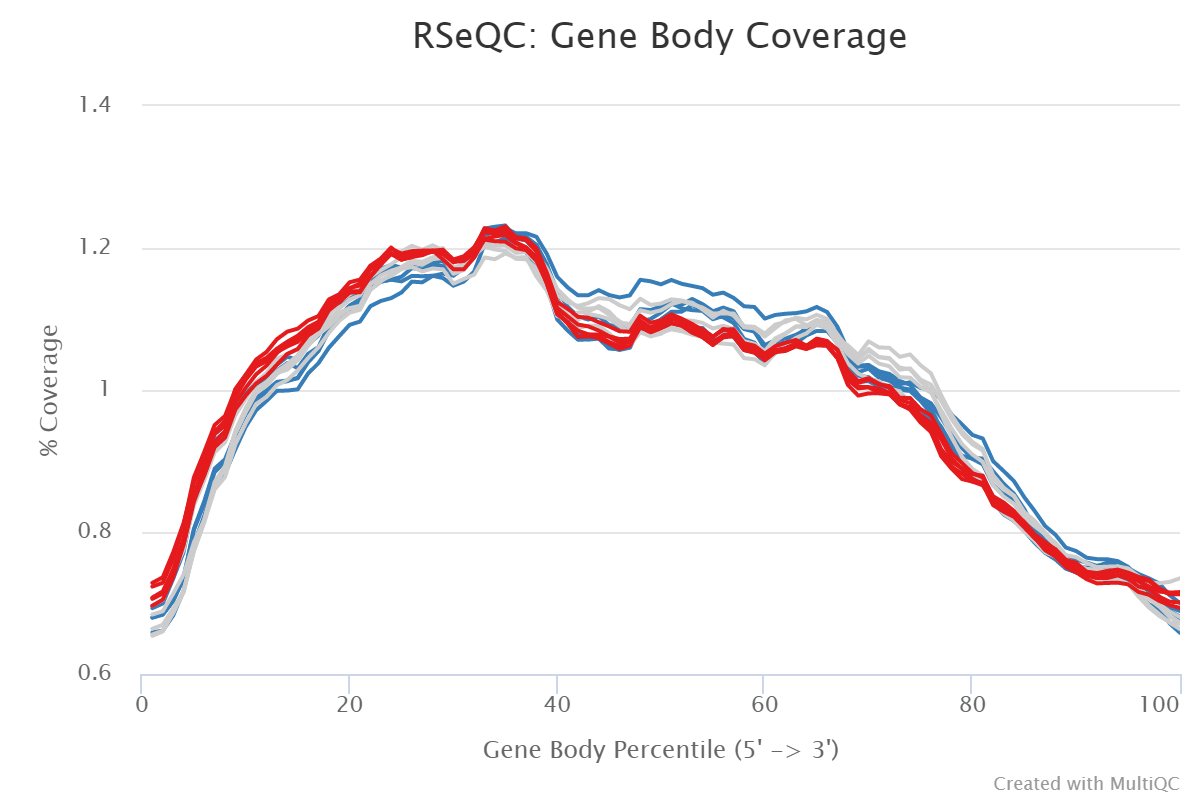 RSeQC: Gene Body Coverage
1.4
1.2
1
0.8
0.6
% Coverage
0 20 40 60 80 100
Gene Body Percentile (5' -> 3')
Created with MultiQC